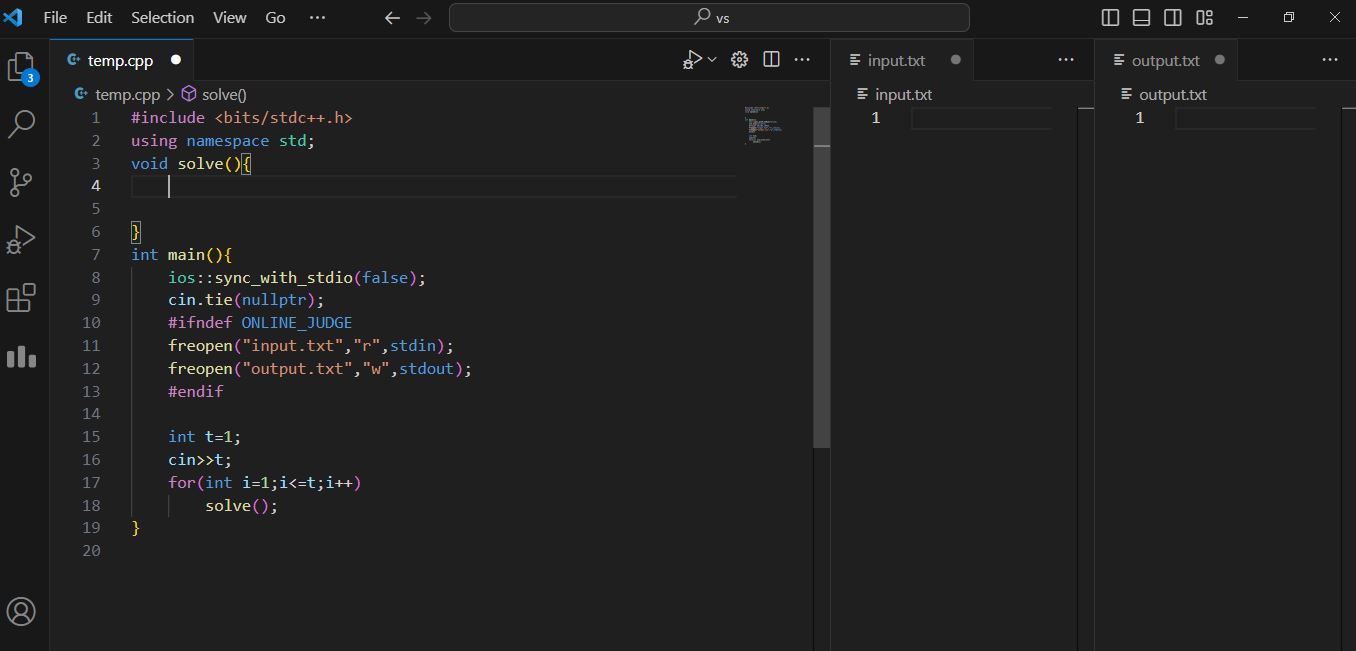 File Edit Selection View Go ··· vs
temp.cpp
input.txt
output.txt
3
temp.cpp > solve()
input.txt
output.txt
1 #include <bits/stdc++.h>
2 using namespace std;
3 void solve(){
4
5
6 }
7 int main(){
8 ios::sync_with_stdio(false);
9 cin.tie(nullptr);
10 #ifndef ONLINE_JUDGE
11 freopen("input.txt","r",stdin);
12 freopen("output.txt","w",stdout);
13 #endif
14
15 int t=1;
16 cin>>t;
17 for(int i=1;i<=t;i++)
18 solve();
19 }
20
1
1